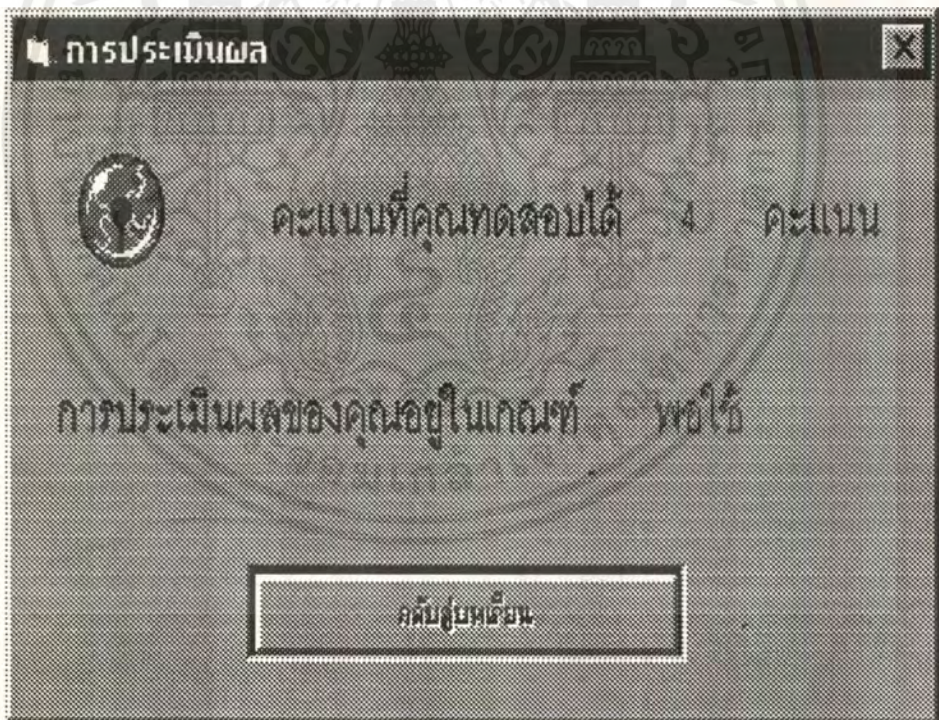 การประเมินผล
คะแนนที่คุณทดสอบได้ 4 คะแนน
การประเมินผลของคุณอยู่ในเกณฑ์ พอใช้
กลับสู่บทเรียน